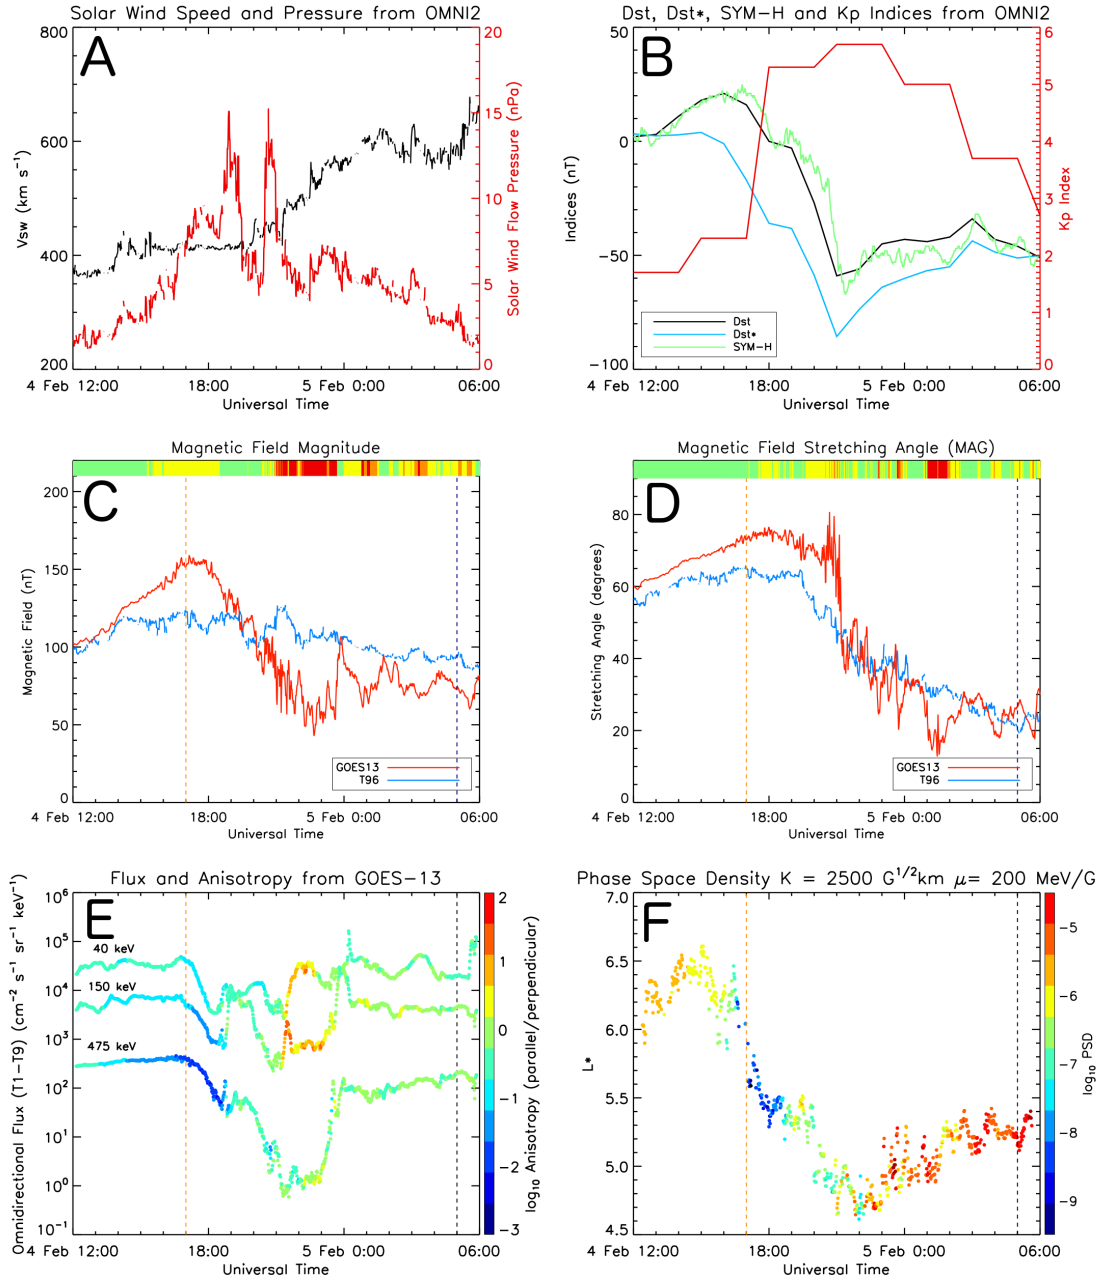 Solar Wind Speed and Pressure from OMNI2
A
800
600
400
200
Vsw (km s⁻¹)
20
15
10
5
0
Solar Wind Flow Pressure (nPa)
4 Feb 12:00 18:00 5 Feb 0:00 06:00
Universal Time
Dst, Dst*, SYM-H and Kp Indices from OMNI2
B
50
0
-50
-100
Indices (nT)
6
5
4
3
2
1
0
Kp Index
Dst
Dst*
SYM-H
4 Feb 12:00 18:00 5 Feb 0:00 06:00
Universal Time
Magnetic Field Magnitude
C
200
150
100
50
0
Magnetic Field (nT)
GOES13
T96
4 Feb 12:00 18:00 5 Feb 0:00 06:00
Universal Time
Magnetic Field Stretching Angle (MAG)
D
80
60
40
20
0
Stretching Angle (degrees)
GOES13
T96
4 Feb 12:00 18:00 5 Feb 0:00 06:00
Universal Time
Flux and Anisotropy from GOES-13
E
10⁶
10⁵
10⁴
10³
10²
10¹
10⁰
10⁻¹
Omnidirectional Flux (T1-T9) (cm⁻² s⁻¹ sr⁻¹ keV⁻¹)
40 keV
150 keV
475 keV
2
1
0
-1
-2
-3
log₁₀ Anisotropy (parallel/perpendicular)
4 Feb 12:00 18:00 5 Feb 0:00 06:00
Universal Time
Phase Space Density K = 2500 G¹ᐟ²km μ= 200 MeV/G
F
7.0
6.5
6.0
5.5
5.0
4.5
L*
-5
-6
-7
-8
-9
log₁₀ PSD
4 Feb 12:00 18:00 5 Feb 0:00 06:00
Universal Time